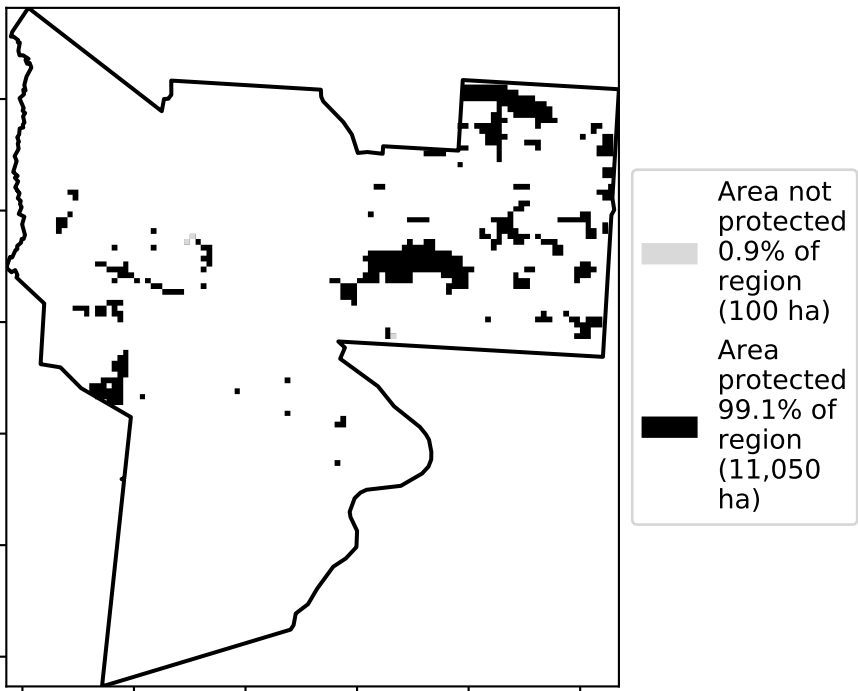 Area not
protected
0.9% of
region
(100 ha)
Area
protected
99.1% of
region
(11,050
ha)